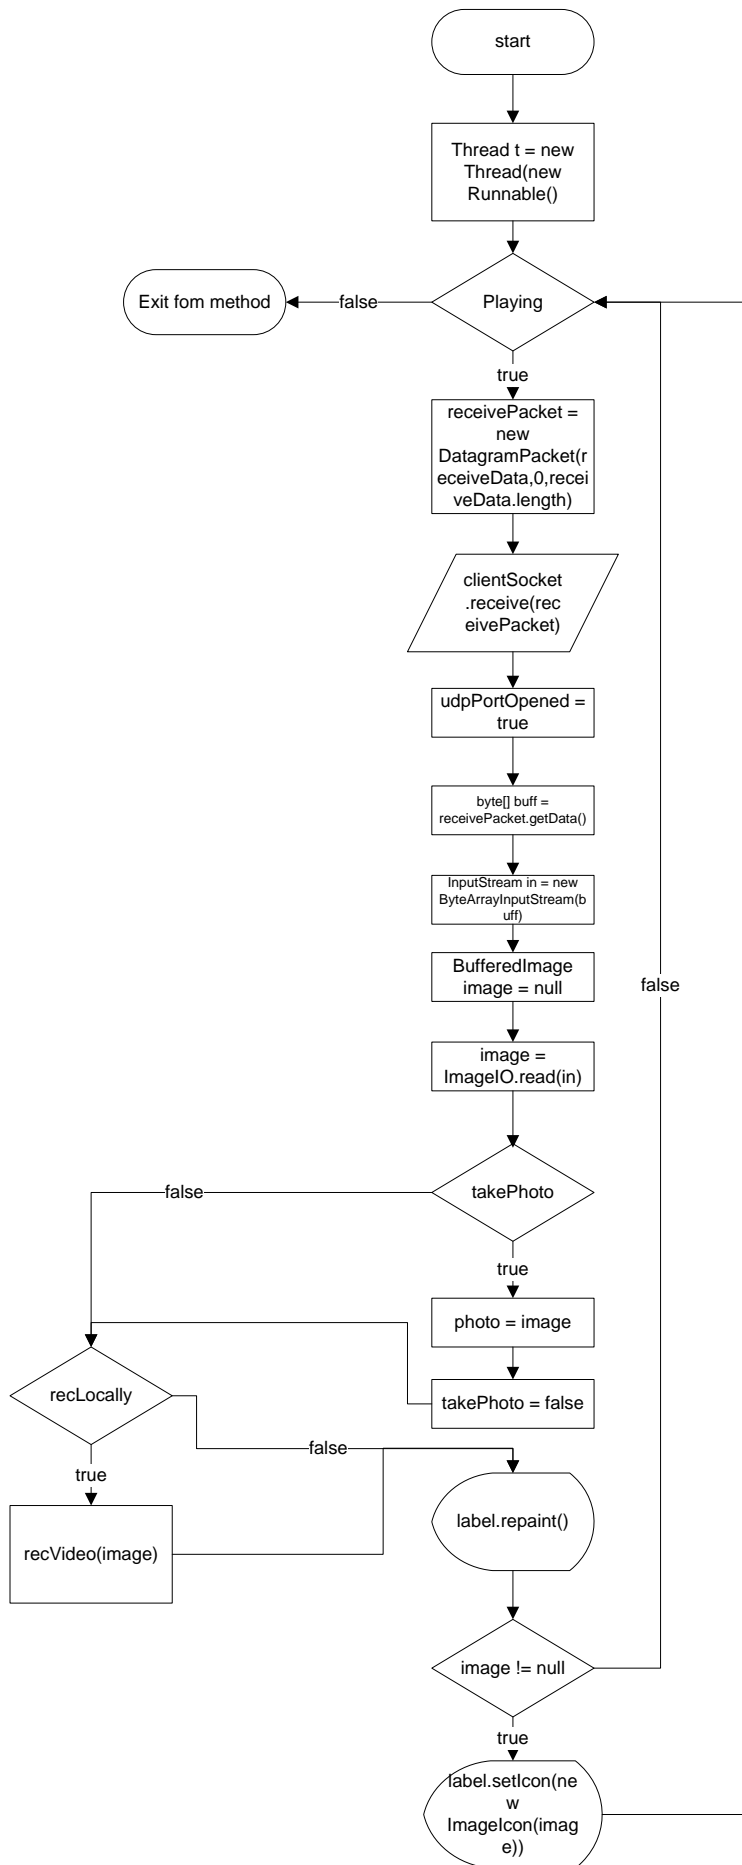 start
Thread t = new
Thread(new
Runnable()
Exit fom method
false
Playing
true
receivePacket =
new
DatagramPacket(r
eceiveData,0,recei
veData.length)
clientSocket
.receive(rec
eivePacket)
udpPortOpened =
true
byte[] buff =
receivePacket.getData()
InputStream in = new
ByteArrayInputStream(b
uff)
BufferedImage
image = null
false
image =
ImageIO.read(in)
false
takePhoto
true
photo = image
recLocally
takePhoto = false
false
true
label.repaint()
recVideo(image)
image != null
true
label.setIcon(ne
w
ImageIcon(imag
e))